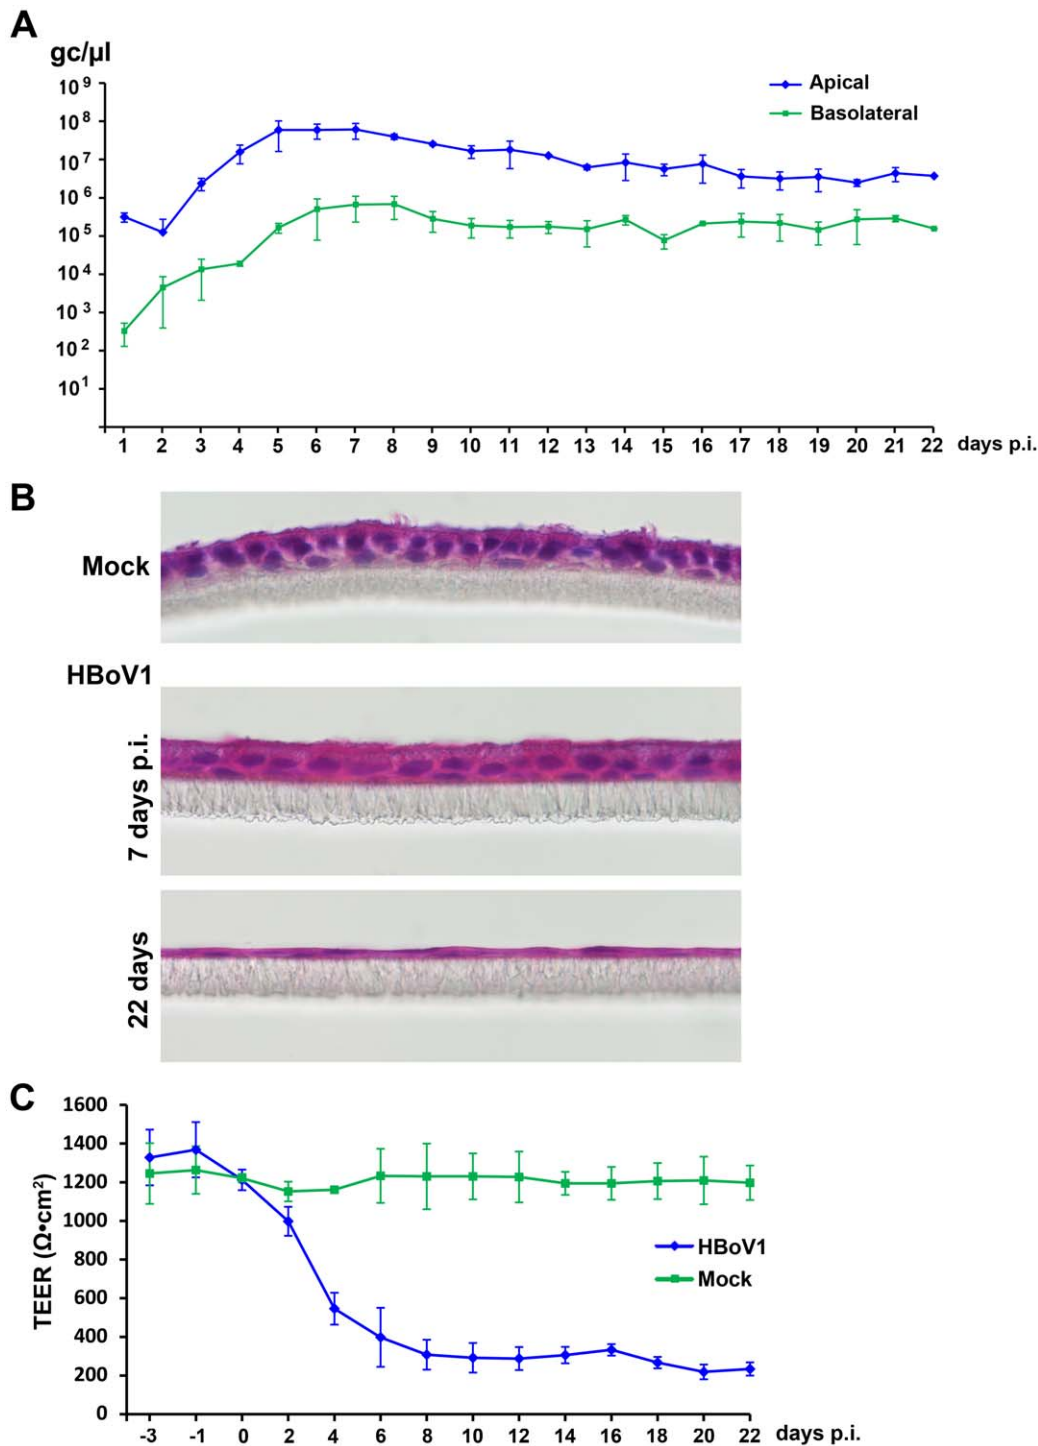 A
gc/μl
10⁹
10⁸
10⁷
10⁶
10⁵
10⁴
10³
10²
10¹
Apical
Basolateral
1 2 3 4 5 6 7 8 9 10 11 12 13 14 15 16 17 18 19 20 21 22 days p.i.
B
Mock
HBoV1
7 days p.i.
22 days
C
TEER (Ω•cm²)
1600
1400
1200
1000
800
600
400
200
0
HBoV1
Mock
-3 -1 0 2 4 6 8 10 12 14 16 18 20 22 days p.i.